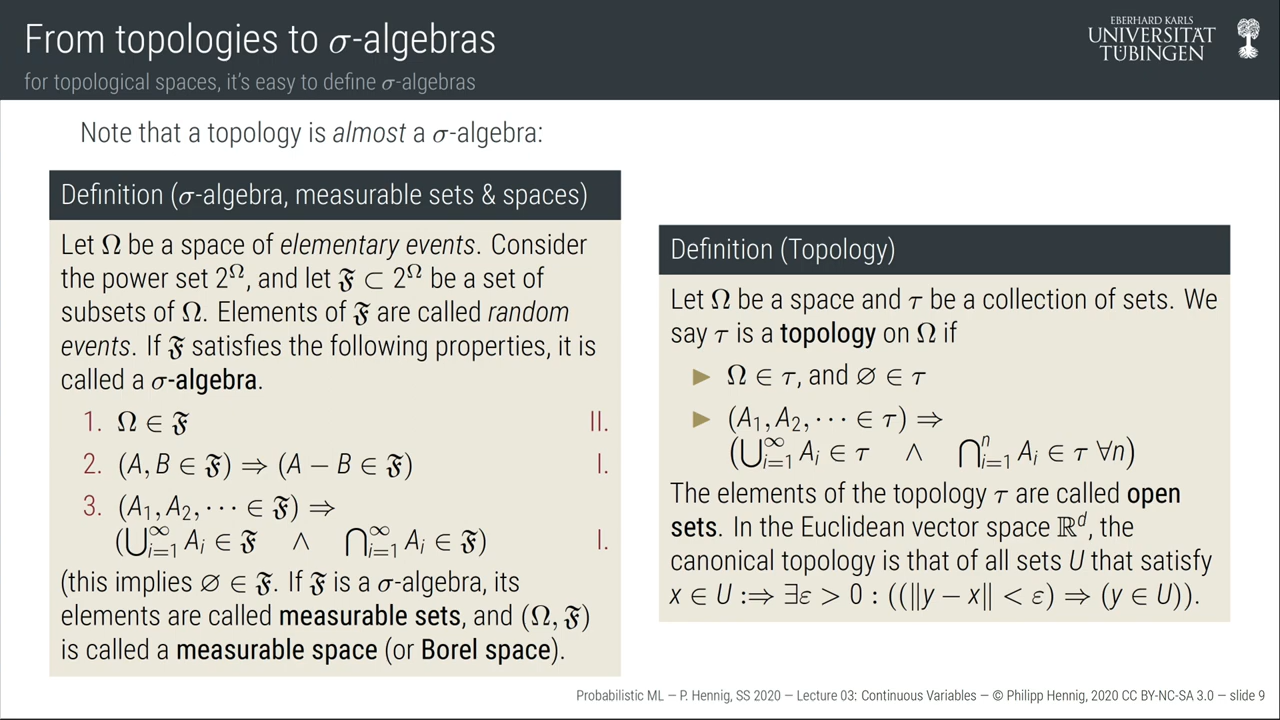 From topologies to σ-algebras
for topological spaces, it's easy to define σ-algebras
EBERHARD KARLS
UNIVERSITÄT
TÜBINGEN
Note that a topology is almost a σ-algebra:
Definition (σ-algebra, measurable sets & spaces)
Let Ω be a space of elementary events. Consider
the power set 2^Ω, and let 𝔉 ⊂ 2^Ω be a set of
subsets of Ω. Elements of 𝔉 are called random
events. If 𝔉 satisfies the following properties, it is
called a σ-algebra.
1. Ω ∈ 𝔉 II.
2. (A, B ∈ 𝔉) ⇒ (A − B ∈ 𝔉) I.
3. (A₁, A₂, ⋯ ∈ 𝔉) ⇒
(⋃_{i=1}^∞ A_i ∈ 𝔉 ∧ ⋂_{i=1}^∞ A_i ∈ 𝔉) I.
(this implies ∅ ∈ 𝔉. If 𝔉 is a σ-algebra, its
elements are called measurable sets, and (Ω, 𝔉)
is called a measurable space (or Borel space).
Definition (Topology)
Let Ω be a space and τ be a collection of sets. We
say τ is a topology on Ω if
▶ Ω ∈ τ, and ∅ ∈ τ
▶ (A₁, A₂, ⋯ ∈ τ) ⇒
(⋃_{i=1}^∞ A_i ∈ τ ∧ ⋂_{i=1}^n A_i ∈ τ ∀n)
The elements of the topology τ are called open
sets. In the Euclidean vector space ℝ^d, the
canonical topology is that of all sets U that satisfy
x ∈ U :⇒ ∃ε > 0 : ((‖y − x‖ < ε) ⇒ (y ∈ U)).
Probabilistic ML — P. Hennig, SS 2020 — Lecture 03: Continuous Variables — © Philipp Hennig, 2020 CC BY-NC-SA 3.0 — slide 9